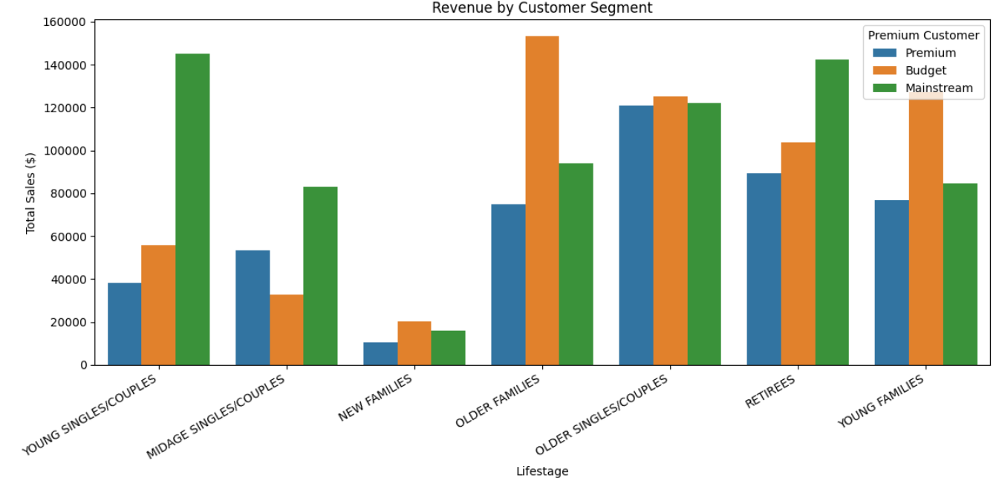 Revenue by Customer Segment
Premium Customer
Premium
Budget
Mainstream
Total Sales ($)
160000
140000
120000
100000
80000
60000
40000
20000
0
YOUNG SINGLES/COUPLES
MIDAGE SINGLES/COUPLES
NEW FAMILIES
OLDER FAMILIES
OLDER SINGLES/COUPLES
RETIREES
YOUNG FAMILIES
Lifestage